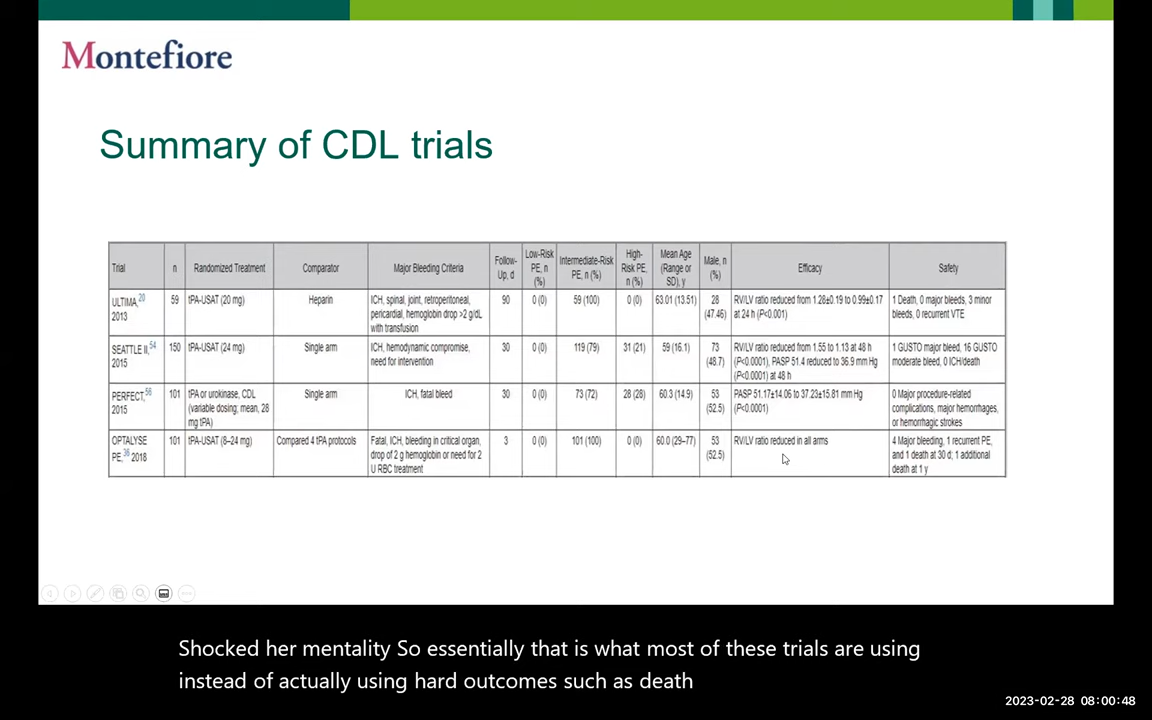 Montefiore
Summary of CDL trials
Trial n Randomized Treatment Comparator Major Bleeding Criteria Follow-Up, d Low-Risk PE, n (%) Intermediate-Risk PE, n (%) High-Risk PE, n (%) Mean Age (Range or SD), y Male, n (%) Efficacy Safety
ULTIMA,20 2013 59 tPA-USAT (20 mg) Heparin ICH, spinal, joint, retroperitoneal, pericardial, hemoglobin drop >2 g/dL with transfusion 90 0 (0) 59 (100) 0 (0) 63.01 (13.51) 28 (47.46) RV/LV ratio reduced from 1.28±0.19 to 0.99±0.17 at 24 h (P<0.001) 1 Death, 0 major bleeds, 3 minor bleeds, 0 recurrent VTE
SEATTLE II,54 2015 150 tPA-USAT (24 mg) Single arm ICH, hemodynamic compromise, need for intervention 30 0 (0) 119 (79) 31 (21) 59 (16.1) 73 (48.7) RV/LV ratio reduced from 1.55 to 1.13 at 48 h (P<0.0001), PASP 51.4 reduced to 36.9 mm Hg (P<0.0001) at 48 h 1 GUSTO major bleed, 16 GUSTO moderate bleed, 0 ICH/death
PERFECT,56 2015 101 tPA or urokinase, CDL (variable dosing; mean, 28 mg tPA) Single arm ICH, fatal bleed 30 0 (0) 73 (72) 28 (28) 60.3 (14.9) 53 (52.5) PASP 51.17±14.06 to 37.23±15.81 mm Hg (P<0.0001) 0 Major procedure-related complications, major hemorrhages, or hemorrhagic strokes
OPTALYSE PE,36 2018 101 tPA-USAT (8–24 mg) Compared 4 tPA protocols Fatal, ICH, bleeding in critical organ, drop of 2 g hemoglobin or need for 2 U RBC treatment 3 0 (0) 101 (100) 0 (0) 60.0 (29–77) 53 (52.5) RV/LV ratio reduced in all arms 4 Major bleeding, 1 recurrent PE, and 1 death at 30 d; 1 additional death at 1 y
Shocked her mentality So essentially that is what most of these trials are using
instead of actually using hard outcomes such as death
2023-02-28 08:00:48